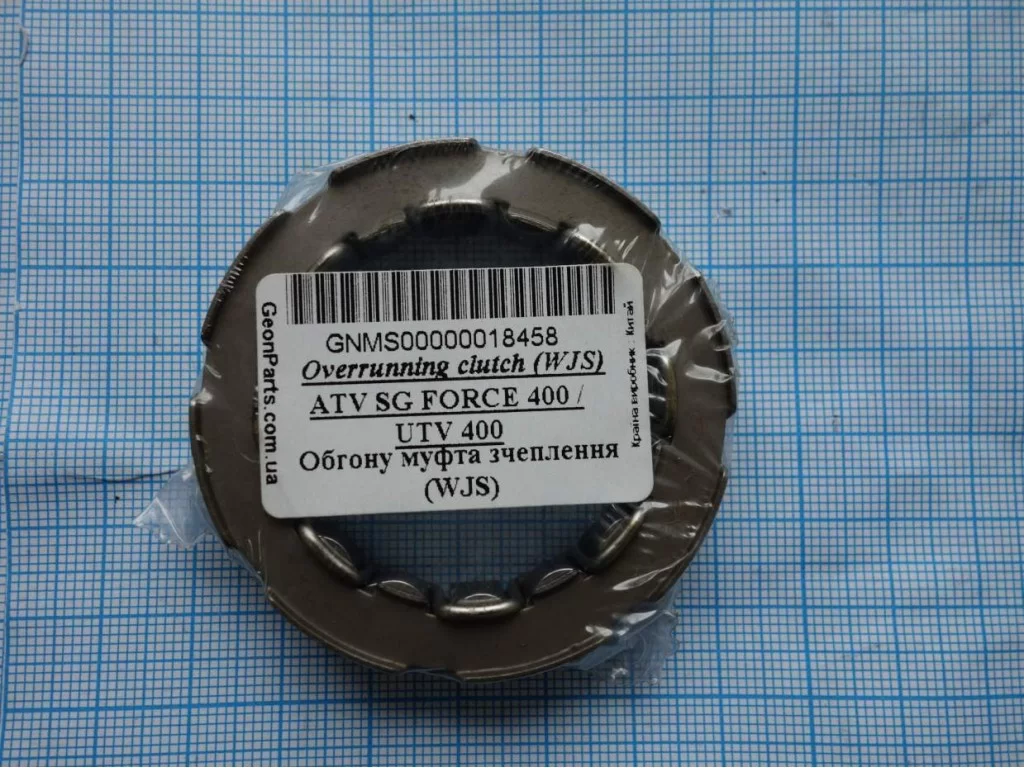 GNMS00000018458
Overrunning clutch (WJS)
ATV SG FORCE 400 /
UTV 400
Обгону муфта зчеплення
(WJS)
GeonParts.com.ua
Країна виробник : Китай